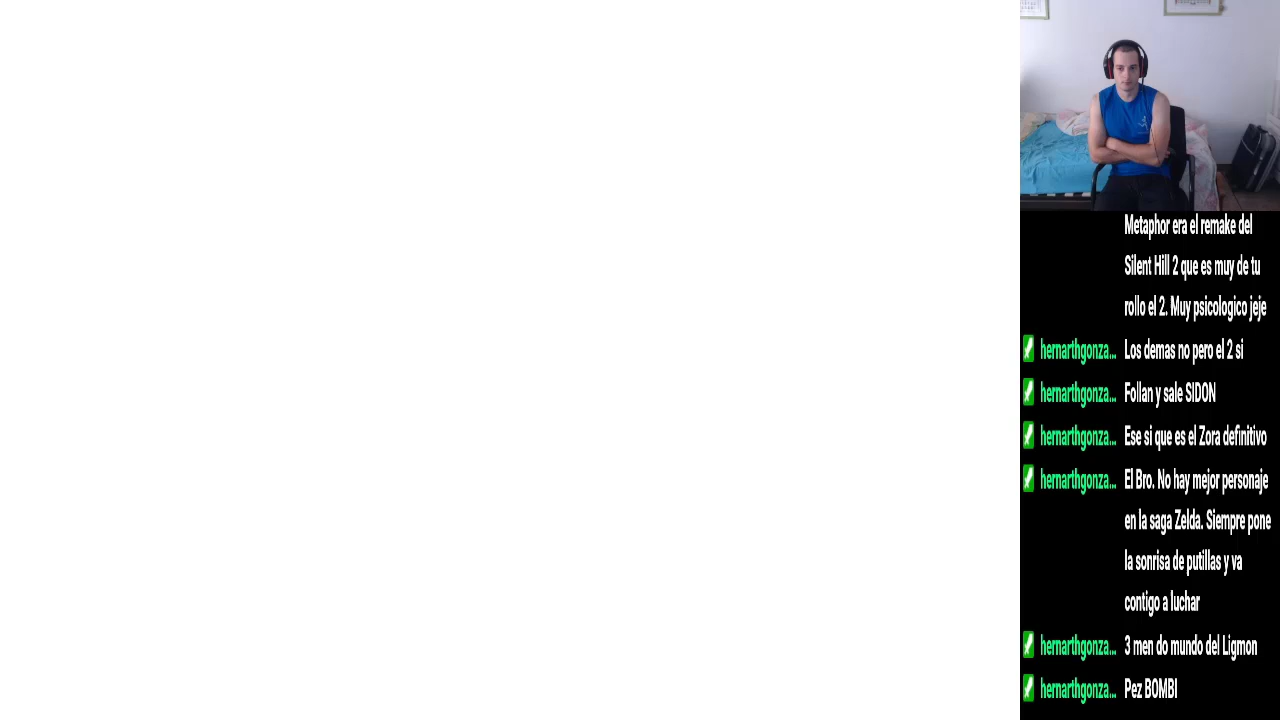 Metaphor era el remake del
Silent Hill 2 que es muy de tu
rollo el 2. Muy psicologico jeje
hernarthgonza... Los demas no pero el 2 si
hernarthgonza... Follan y sale SIDON
hernarthgonza... Ese si que es el Zora definitivo
hernarthgonza... El Bro. No hay mejor personaje
en la saga Zelda. Siempre pone
la sonrisa de putillas y va
contigo a luchar
hernarthgonza... 3 men do mundo del Ligmon
hernarthgonza... Pez BOMBI